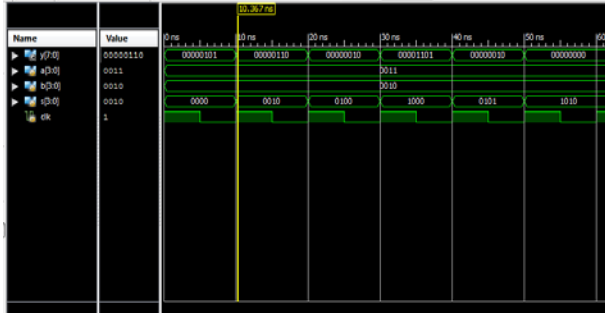 10.367 ns
Name Value 0 ns 10 ns 20 ns 30 ns 40 ns 50 ns 60
y[7:0] 00000110 00000101 00000110 00000010 00001101 00000010 00000000
a[3:0] 0011 0011
b[3:0] 0010 0010
s[3:0] 0010 0000 0010 0100 1000 0101 1010
clk 1